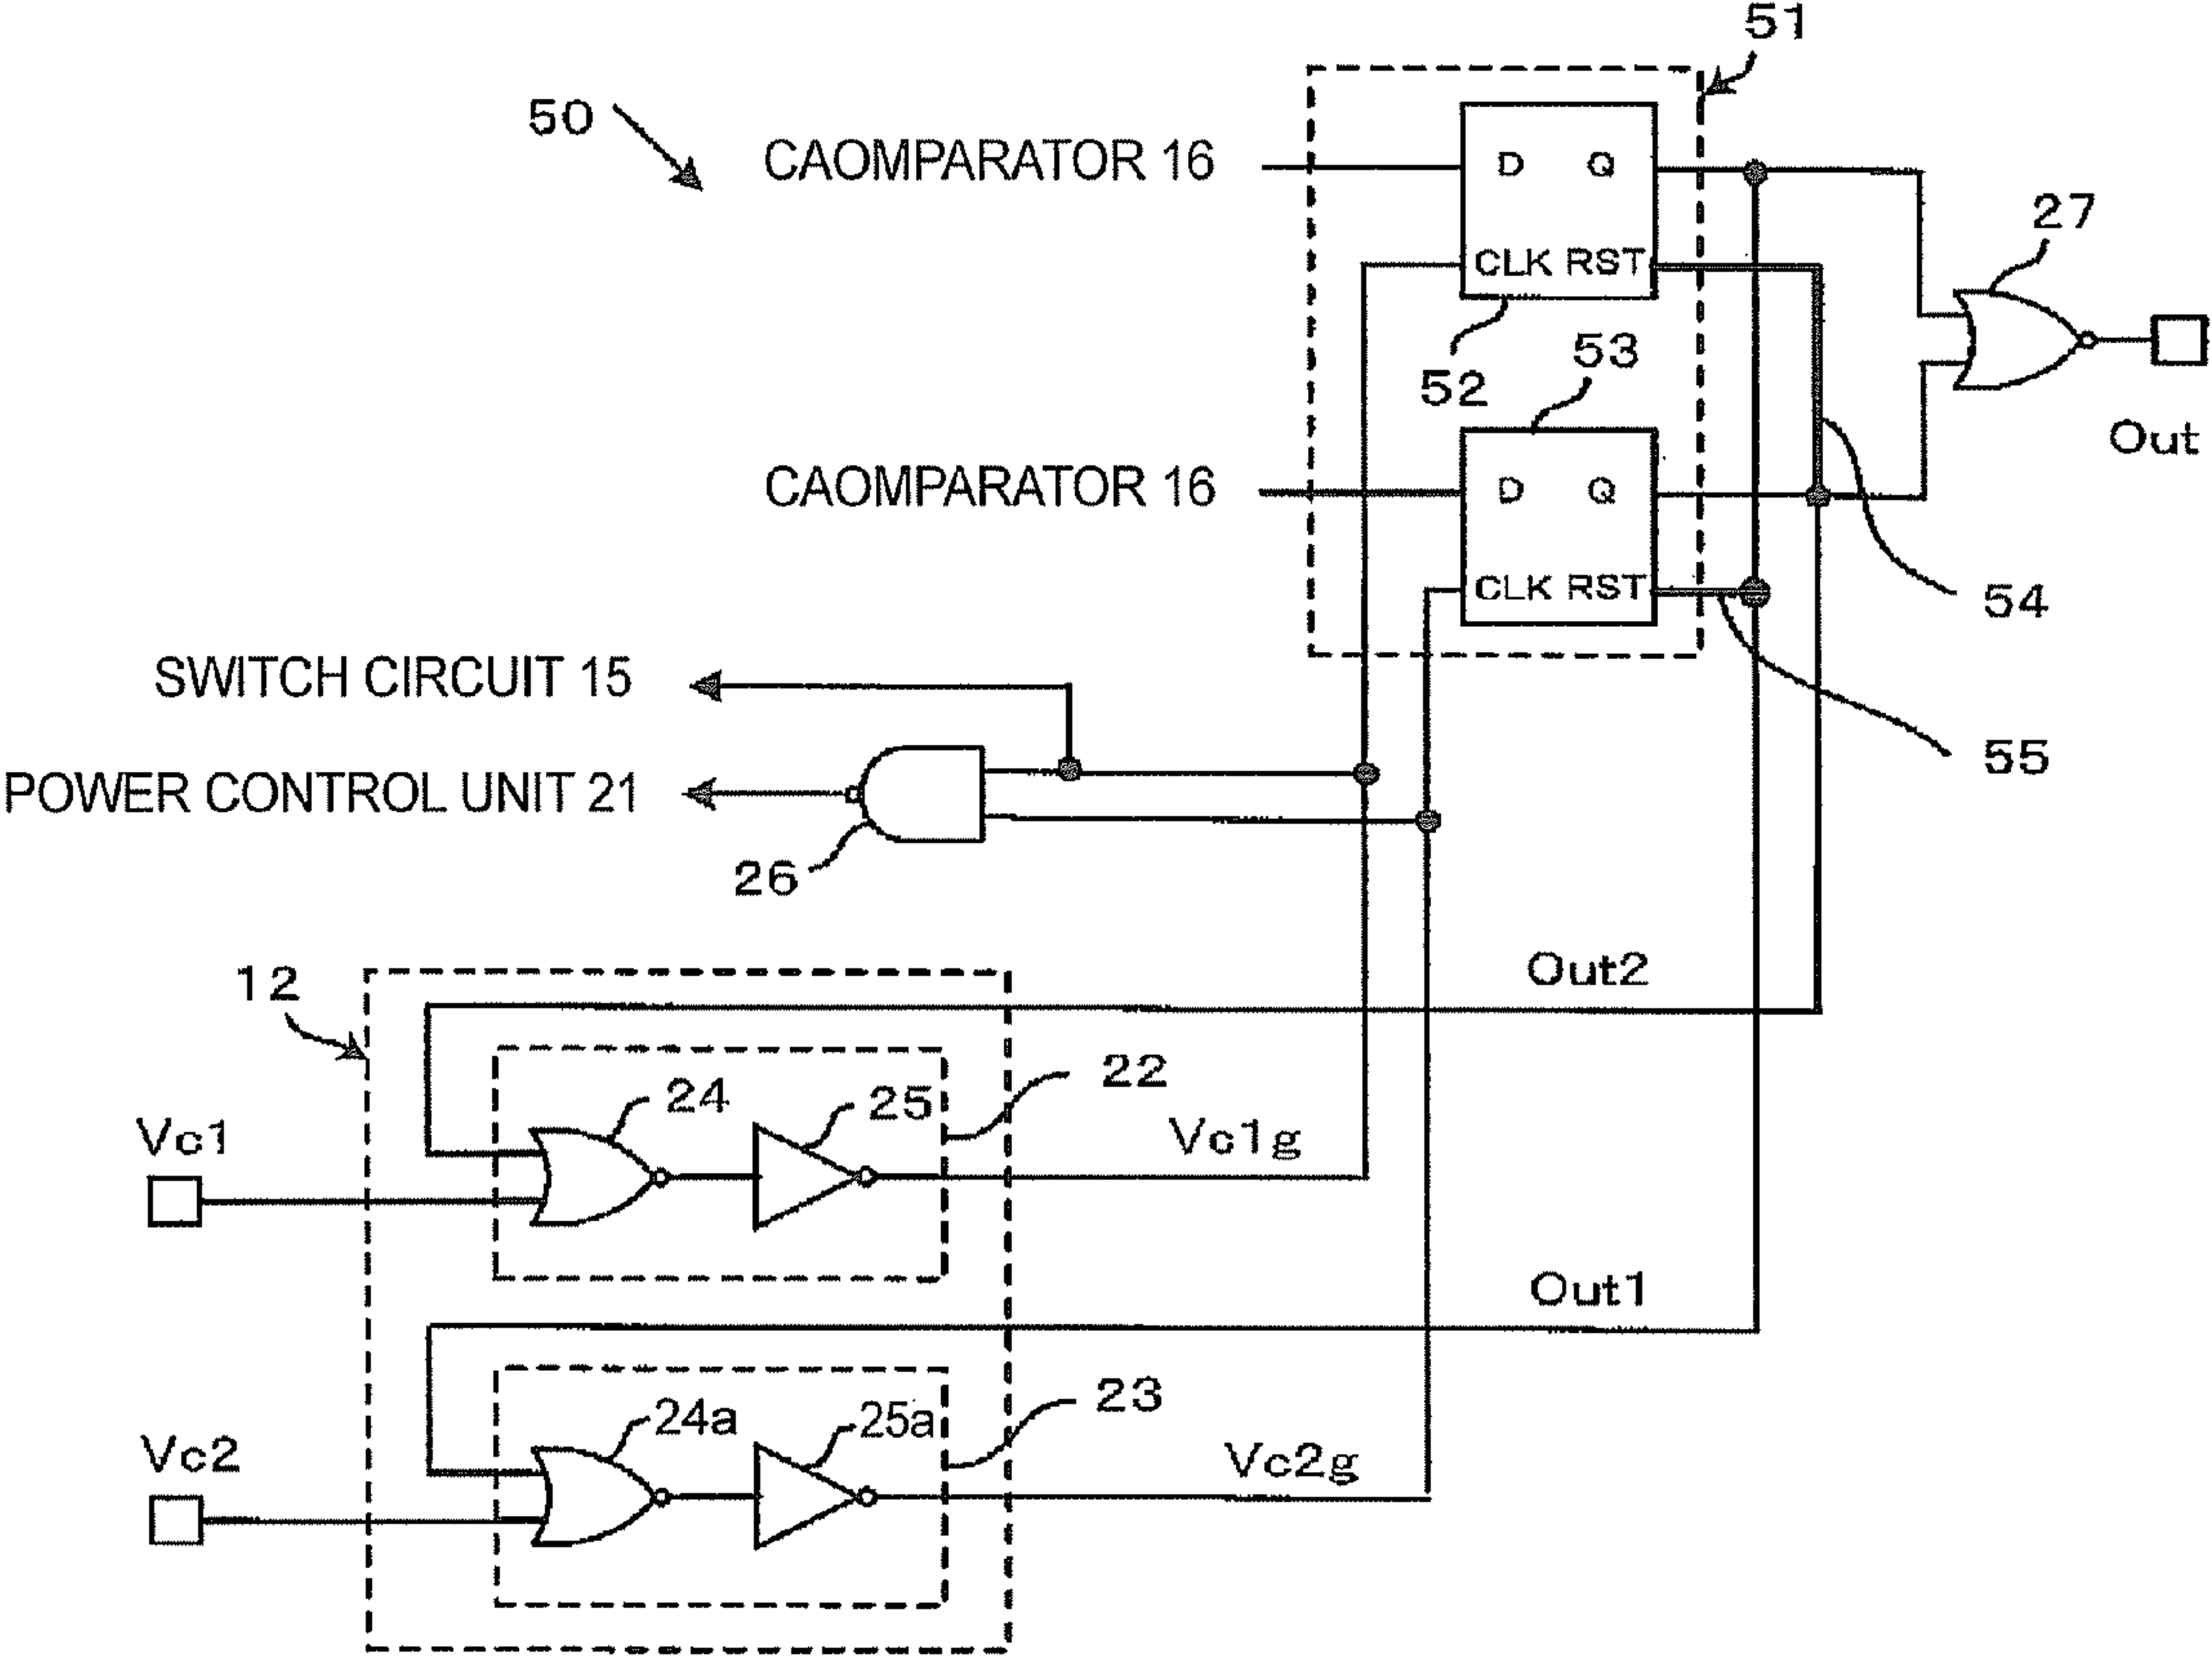 51
50
CAOMPARATOR 16
D Q
27
CLK RST
52
53
Out
CAOMPARATOR 16
D Q
CLK RST
54
SWITCH CIRCUIT 15
55
POWER CONTROL UNIT 21
26
12
Out2
22
24
25
Vc1
Vc1g
Out1
23
24a
25a
Vc2
Vc2g